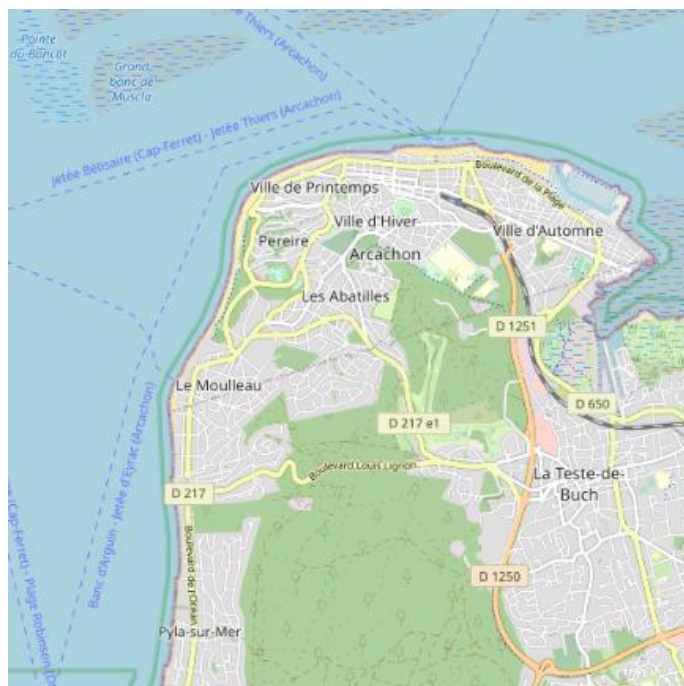 Pointe
du Bancot
Grand
banc de
Muscla
Jetée Thiers (Arcachon)
Jetée Bélisaire (Cap-Ferret) - Jetée Thiers (Arcachon)
Boulevard de la Plage
Ville de Printemps
Ville d'Hiver
Ville d'Automne
Pereire
Arcachon
Les Abatilles
D 1251
Le Moulleau
D 650
D 217 e1
Boulevard Louis Lignon
La Teste-de-
Buch
D 217
Banc d'Arguin - Jetée d'Eyrac (Arcachon)
(Cap-Ferret) - Plage Robinson
Boulevard de l'Océan
D 1250
Pyla-sur-Mer